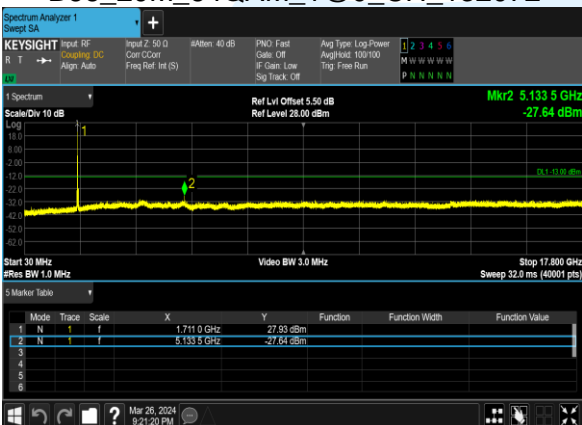 Spectrum Analyzer 1
Swept SA
+
KEYSIGHT Input: RF Input Z: 50 Ω #Atten: 40 dB PNO: Fast Avg Type: Log-Power 1 2 3 4 5 6
R T Coupling: DC Corr CCorr Gate: Off Avg|Hold: 100/100 M W W W W W
Align: Auto Freq Ref: Int (S) IF Gain: Low Trig: Free Run
Sig Track: Off P N N N N N
1 Spectrum Ref Lvl Offset 5.50 dB Mkr2 5.133 5 GHz
Scale/Div 10 dB Ref Level 28.00 dBm -27.64 dBm
Log
18.0
8.00
-2.00
-12.0
-22.0
-32.0
-42.0
-52.0
-62.0
1
2
DL1 -13.00 dBm
Start 30 MHz Video BW 3.0 MHz Stop 17.800 GHz
#Res BW 1.0 MHz Sweep 32.0 ms (40001 pts)
5 Marker Table
Mode Trace Scale X Y Function Function Width Function Value
1 N 1 f 1.711 0 GHz 27.93 dBm
2 N 1 f 5.133 5 GHz -27.64 dBm
3
4
5
6
? Mar 26, 2024
9:21:20 PM